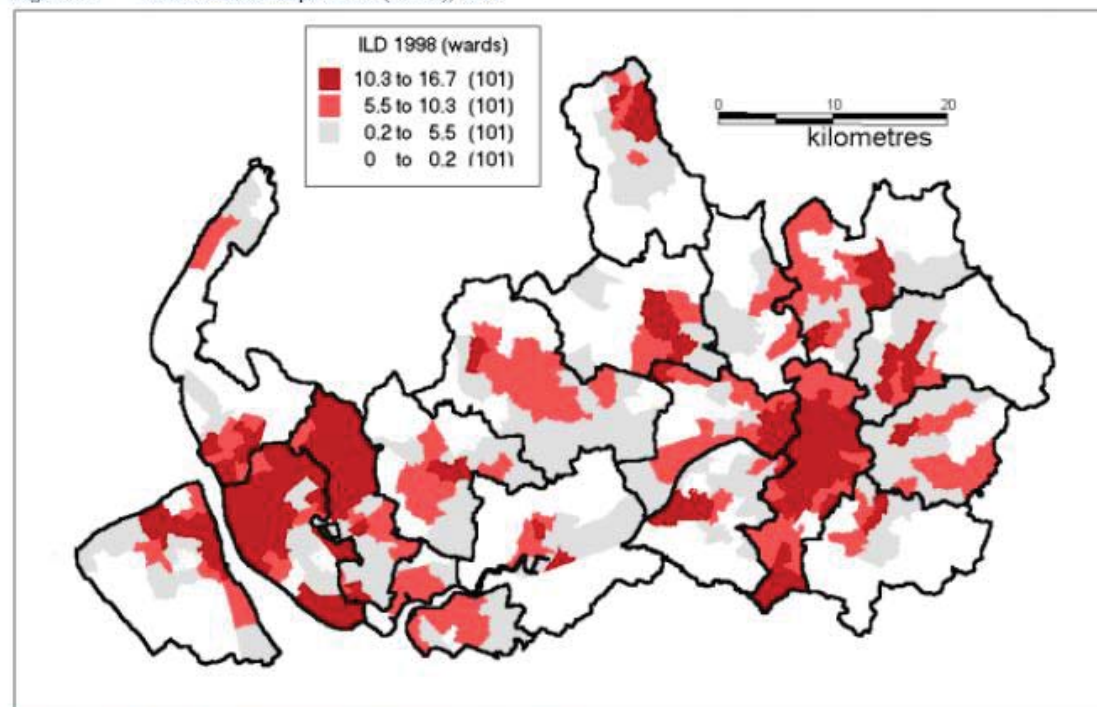 ILD 1998 (wards)
10.3 to 16.7 (101)
5.5 to 10.3 (101)
0.2 to 5.5 (101)
0 to 0.2 (101)
0 10 20
kilometres